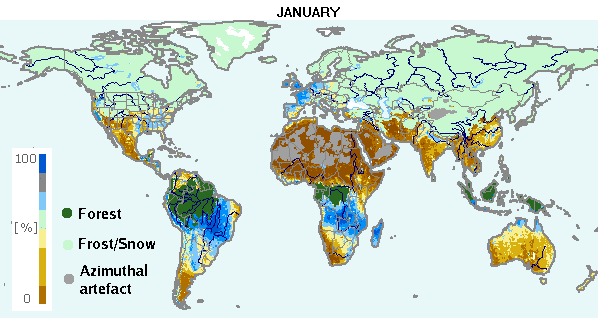 JANUARY
100
[%]
0
Forest
Frost/Snow
Azimuthal
artefact